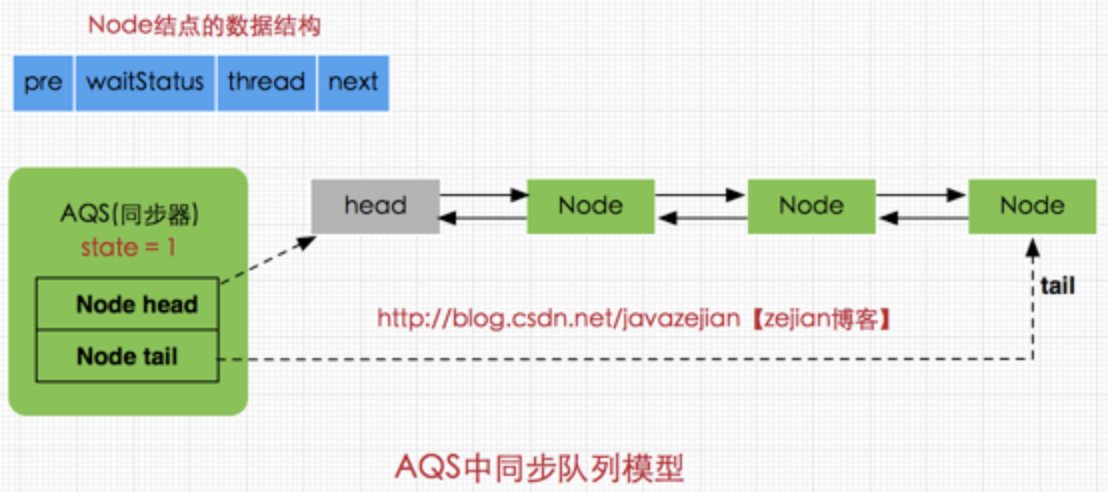 Node结点的数据结构
pre waitStatus thread next
AQS(同步器)
state = 1
Node head
Node tail
head Node Node Node
tail
http://blog.csdn.net/javazejian【zejian博客】
AQS中同步队列模型